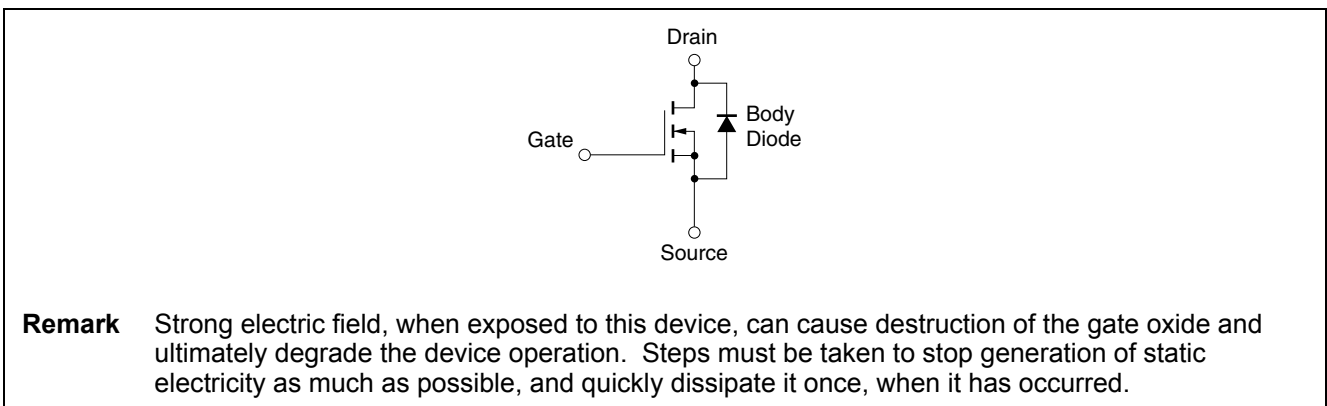 Drain
Body
Diode
Gate
Source
Remark Strong electric field, when exposed to this device, can cause destruction of the gate oxide and
ultimately degrade the device operation. Steps must be taken to stop generation of static
electricity as much as possible, and quickly dissipate it once, when it has occurred.